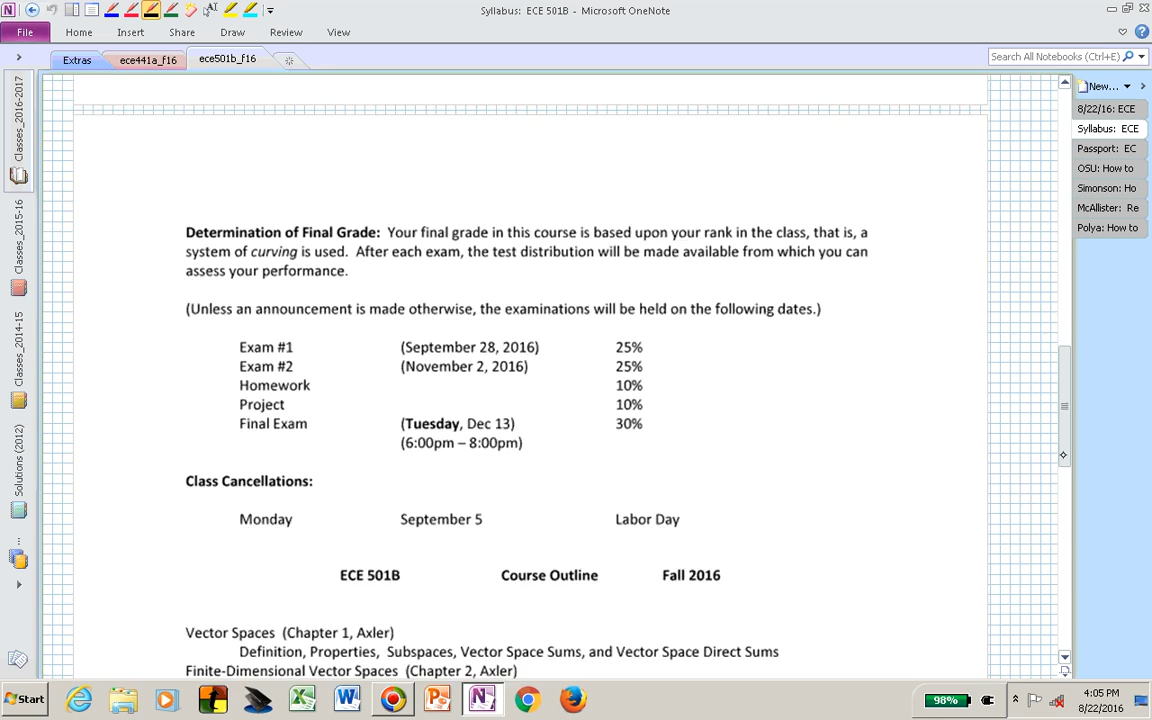 Syllabus: ECE 501B - Microsoft OneNote
File Home Insert Share Draw Review View
Extras ece441a_f16 ece501b_f16
Search All Notebooks (Ctrl+E)
Classes_2016-2017
Classes_2015-16
Classes_2014-15
Solutions (2012)
New...
8/22/16: ECE
Syllabus: ECE
Passport: EC
OSU: How to
Simonson: Ho
McAllister: Re
Polya: How to
Determination of Final Grade: Your final grade in this course is based upon your rank in the class, that is, a
system of curving is used. After each exam, the test distribution will be made available from which you can
assess your performance.
(Unless an announcement is made otherwise, the examinations will be held on the following dates.)
Exam #1 (September 28, 2016) 25%
Exam #2 (November 2, 2016) 25%
Homework 10%
Project 10%
Final Exam (Tuesday, Dec 13) 30%
(6:00pm – 8:00pm)
Class Cancellations:
Monday September 5 Labor Day
ECE 501B Course Outline Fall 2016
Vector Spaces (Chapter 1, Axler)
Definition, Properties, Subspaces, Vector Space Sums, and Vector Space Direct Sums
Finite-Dimensional Vector Spaces (Chapter 2, Axler)
Start
98%
4:05 PM
8/22/2016